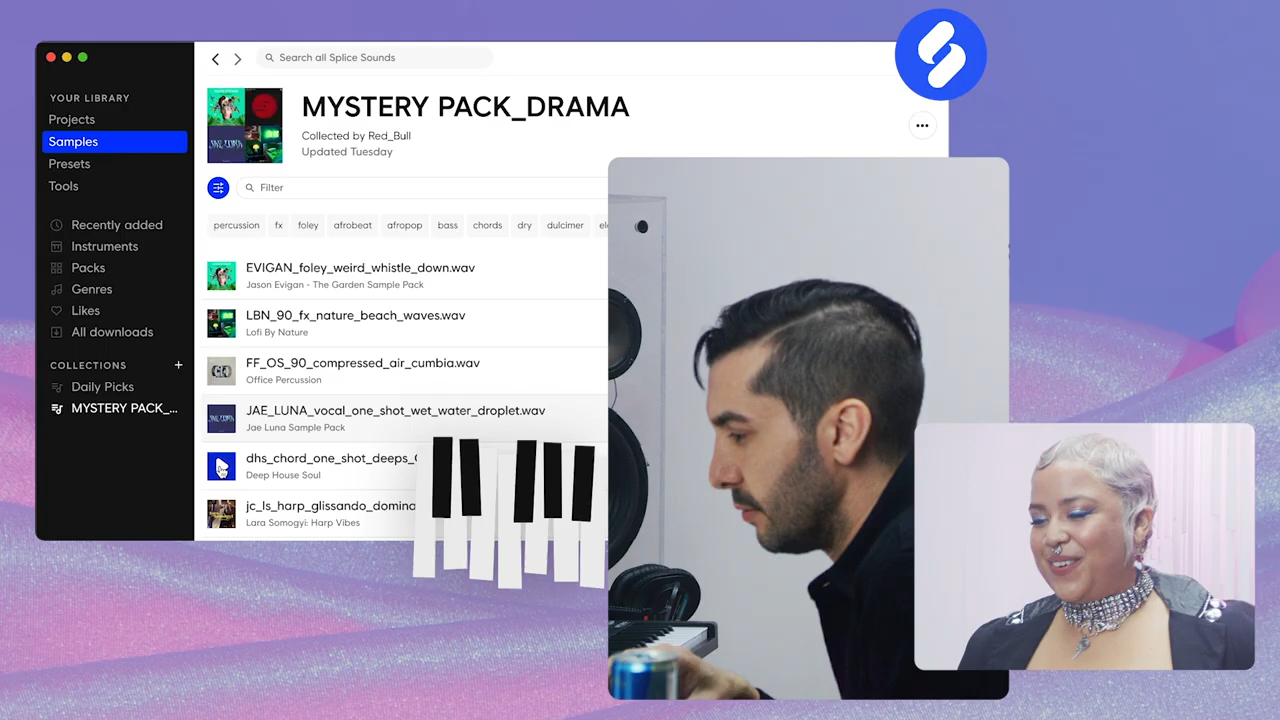 YOUR LIBRARY
Projects
Samples
Presets
Tools
Recently added
Instruments
Packs
Genres
Likes
All downloads
COLLECTIONS +
Daily Picks
MYSTERY PACK_...
Search all Splice Sounds
MYSTERY PACK_DRAMA
Collected by Red_Bull
Updated Tuesday
Filter
percussion fx foley afrobeat afropop bass chords dry dulcimer
EVIGAN_foley_weird_whistle_down.wav
Jason Evigan - The Garden Sample Pack
LBN_90_fx_nature_beach_waves.wav
Lofi By Nature
FF_OS_90_compressed_air_cumbia.wav
Office Percussion
JAE_LUNA_vocal_one_shot_wet_water_droplet.wav
Jae Luna Sample Pack
dhs_chord_one_shot_deeps_
Deep House Soul
jc_ls_harp_glissando_domina
Lara Somogyi: Harp Vibes